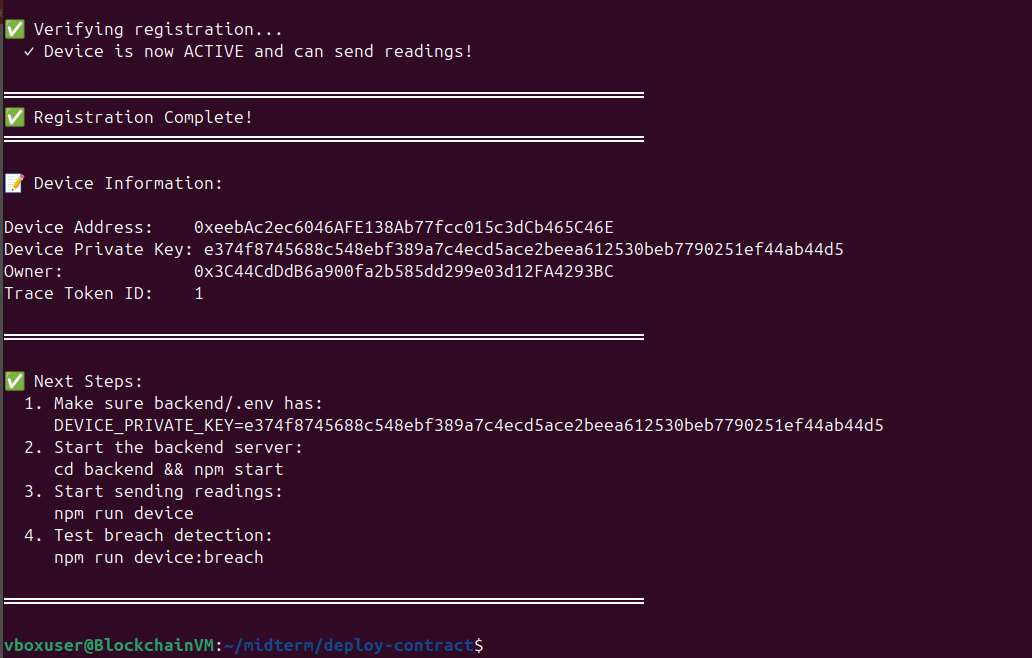 ✅ Verifying registration...
✓ Device is now ACTIVE and can send readings!
✅ Registration Complete!
📝 Device Information:
Device Address:    0xeebAc2ec6046AFE138Ab77fcc015c3dCb465C46E
Device Private Key: e374f8745688c548ebf389a7c4ecd5ace2beea612530beb7790251ef44ab44d5
Owner:             0x3C44CdDdB6a900fa2b585dd299e03d12FA4293BC
Trace Token ID:    1
✅ Next Steps:
1. Make sure backend/.env has:
DEVICE_PRIVATE_KEY=e374f8745688c548ebf389a7c4ecd5ace2beea612530beb7790251ef44ab44d5
2. Start the backend server:
cd backend && npm start
3. Start sending readings:
npm run device
4. Test breach detection:
npm run device:breach
vboxuser@BlockchainVM:~/midterm/deploy-contract$